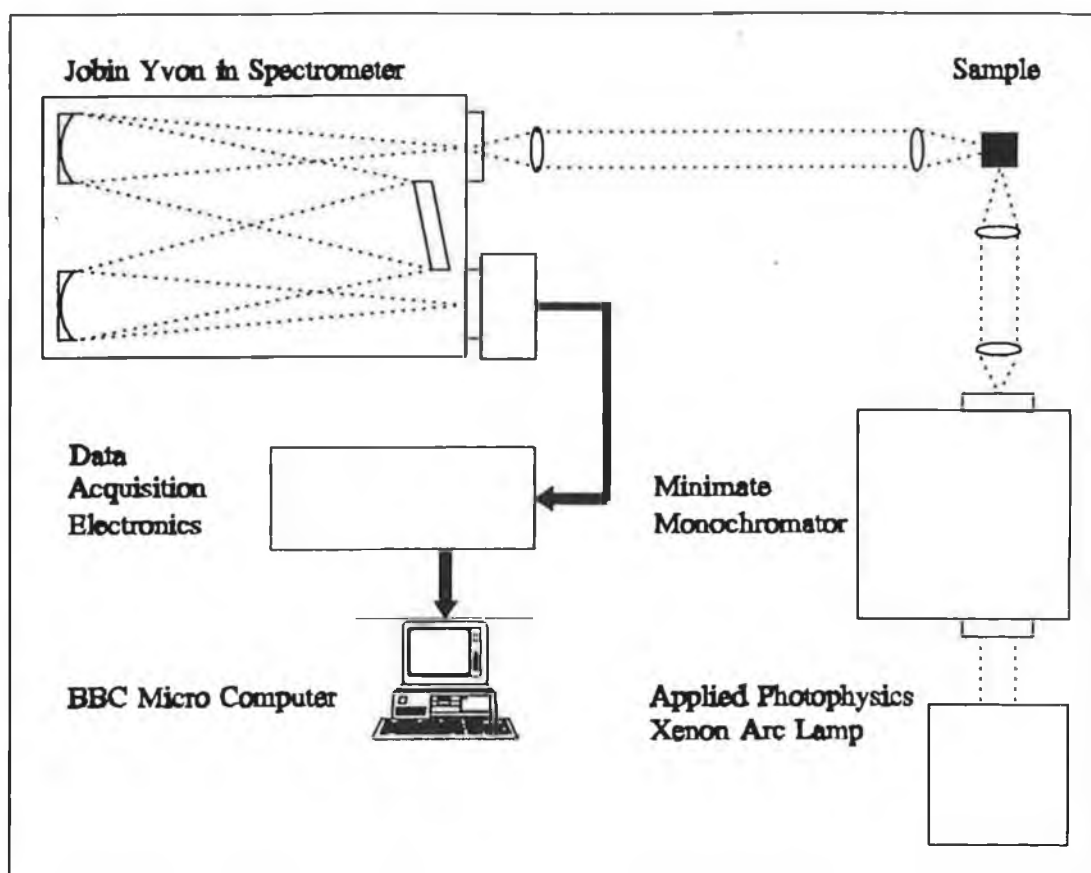 Jobin Yvon in Spectrometer
Sample
Data
Acquisition
Electronics
Minimate
Monochromator
BBC Micro Computer
Applied Photophysics
Xenon Arc Lamp